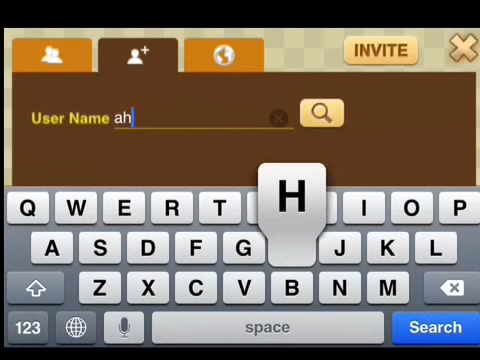 INVITE
User Name ah
H
Q W E R T I O P
A S D F G J K L
Z X C V B N M
123 space Search